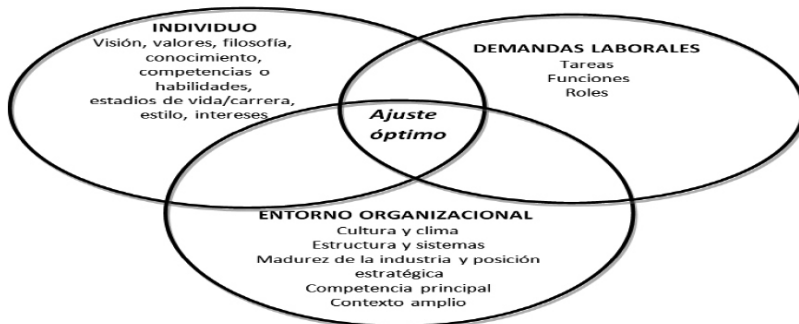 INDIVIDUO
Visión, valores, filosofía,
conocimiento,
competencias o
habilidades,
estadios de vida/carrera,
estilo, intereses
DEMANDAS LABORALES
Tareas
Funciones
Roles
Ajuste
óptimo
ENTORNO ORGANIZACIONAL
Cultura y clima
Estructura y sistemas
Madurez de la industria y posición
estratégica
Competencia principal
Contexto amplio